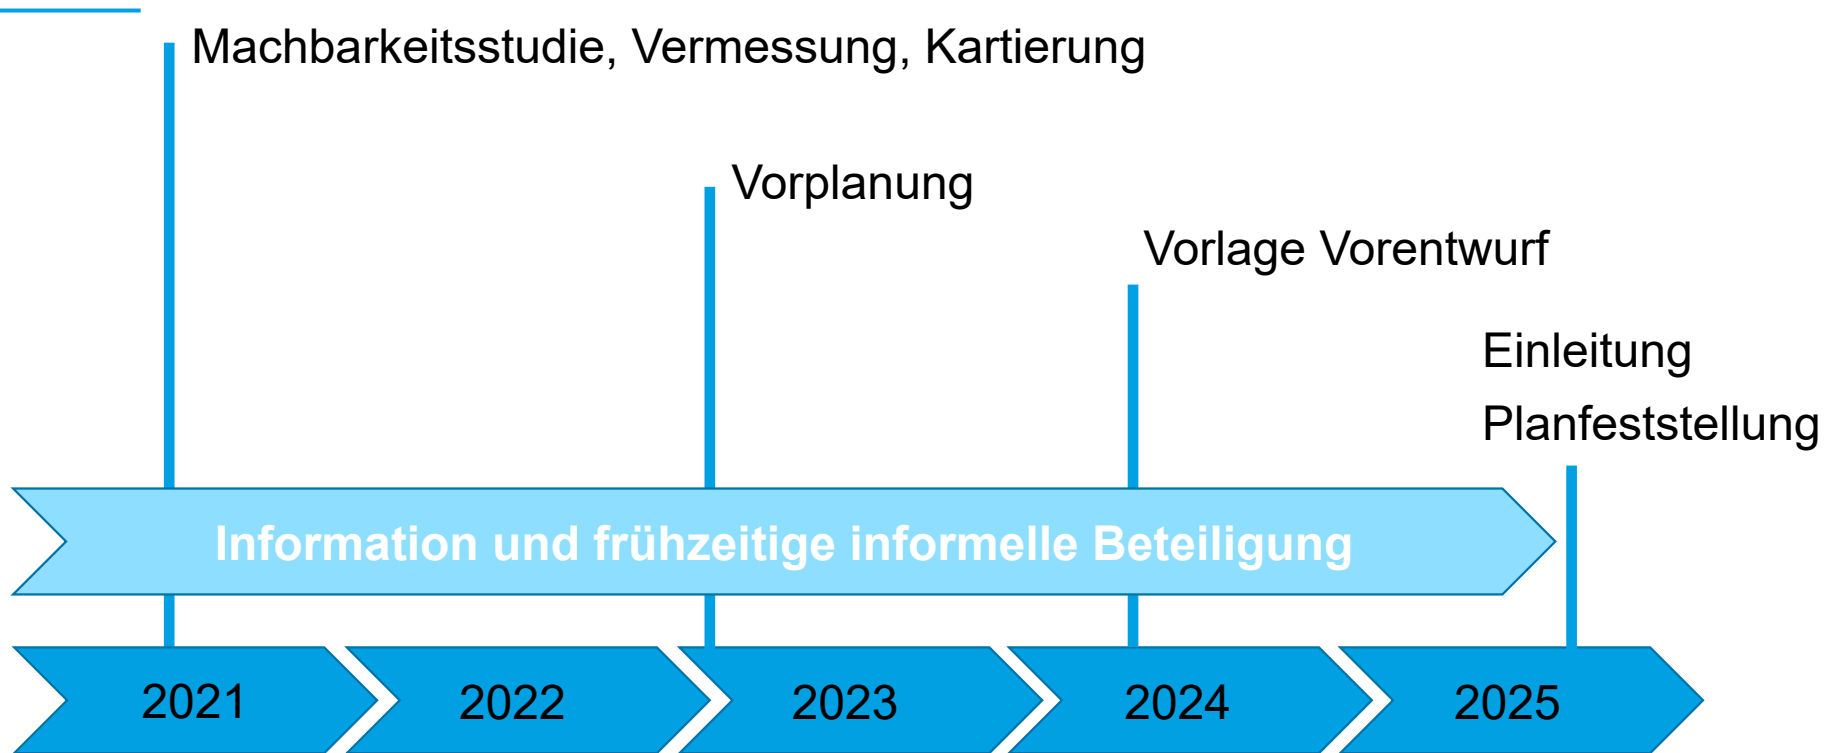 Machbarkeitsstudie, Vermessung, Kartierung
Vorplanung
Vorlage Vorentwurf
Einleitung
Planfeststellung
Information und frühzeitige informelle Beteiligung
2021
2022
2023
2024
2025